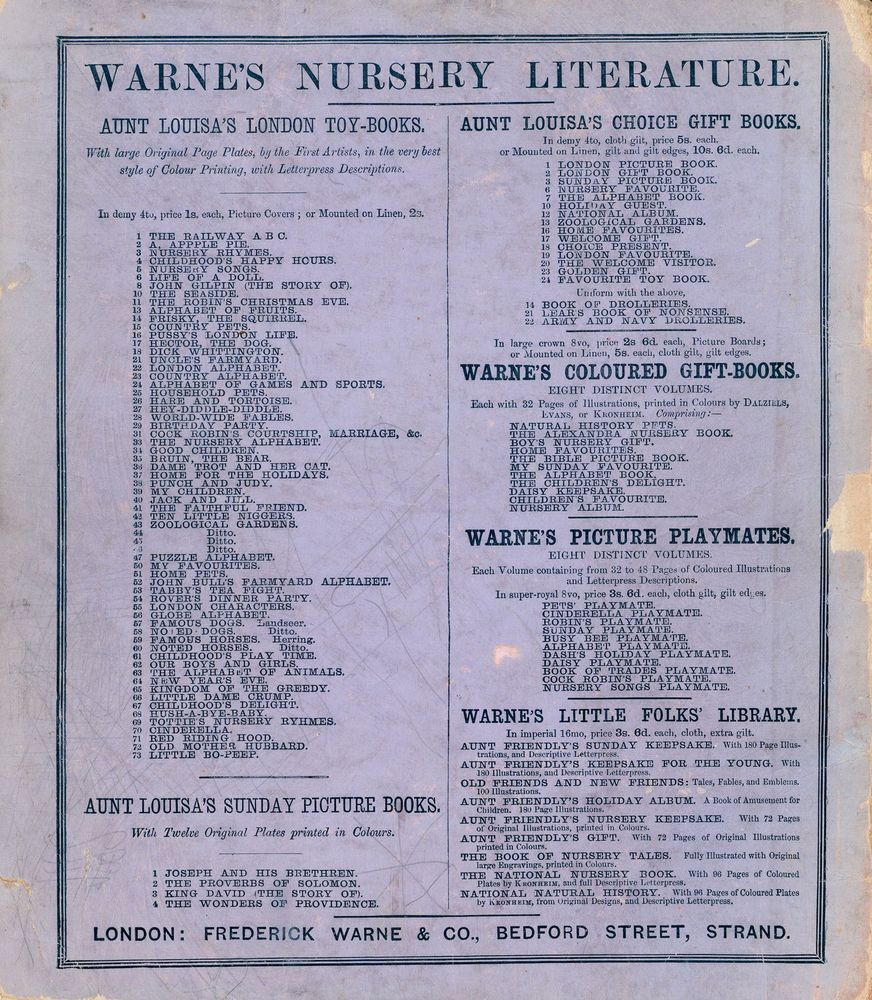 WARNE'S NURSERY LITERATURE.
AUNT LOUISA'S LONDON TOY-BOOKS.
With large Original Page Plates, by the First Artists, in the very best
style of Colour Printing, with Letterpress Descriptions.
In demy 4to, price 1s. each, Picture Covers; or Mounted on Linen, 2s.
1 THE RAILWAY A B C.
2 A, APPPLE PIE.
3 NURSERY RHYMES.
4 CHILDHOOD'S HAPPY HOURS.
5 NURSERY SONGS.
6 LIFE OF A DOLL.
8 JOHN GILPIN (THE STORY OF).
10 THE SEASIDE.
11 THE ROBIN'S CHRISTMAS EVE.
13 ALPHABET OF FRUITS.
14 FRISKY, THE SQUIRREL.
15 COUNTRY PETS.
16 PUSSY'S LONDON LIFE.
17 HECTOR, THE DOG.
18 DICK WHITTINGTON.
21 UNCLE'S FARMYARD.
22 LONDON ALPHABET.
23 COUNTRY ALPHABET.
24 ALPHABET OF GAMES AND SPORTS.
25 HOUSEHOLD PETS.
26 HARE AND TORTOISE.
27 HEY-DIDDLE-DIDDLE.
28 WORLD-WIDE FABLES.
29 BIRTHDAY PARTY.
31 COCK ROBIN'S COURTSHIP, MARRIAGE, &c.
33 THE NURSERY ALPHABET.
34 GOOD CHILDREN.
35 BRUIN, THE BEAR.
36 DAME TROT AND HER CAT.
37 HOME FOR THE HOLIDAYS.
38 PUNCH AND JUDY.
39 MY CHILDREN.
40 JACK AND JILL.
41 THE FAITHFUL FRIEND.
42 TEN LITTLE NIGGERS.
43 ZOOLOGICAL GARDENS.
44 Ditto.
45 Ditto.
Ditto.
47 PUZZLE ALPHABET.
50 MY FAVOURITES.
51 HOME PETS.
52 JOHN BULL'S FARMYARD ALPHABET.
53 TABBY'S TEA FIGHT.
54 ROVER'S DINNER PARTY.
55 LONDON CHARACTERS.
56 GLOBE ALPHABET.
57 FAMOUS DOGS. Landseer.
58 NOTED DOGS. Ditto.
59 FAMOUS HORSES. Herring.
60 NOTED HORSES. Ditto.
61 CHILDHOOD'S PLAY TIME.
62 OUR BOYS AND GIRLS.
63 THE ALPHABET OF ANIMALS.
64 NEW YEAR'S EVE.
65 KINGDOM OF THE GREEDY.
66 LITTLE DAME CRUMP.
67 CHILDHOOD'S DELIGHT.
68 HUSH-A-BYE-BABY.
69 TOTTIE'S NURSERY RYHMES.
70 CINDERELLA.
71 RED RIDING HOOD.
72 OLD MOTHER HUBBARD.
73 LITTLE BO-PEEP.
AUNT LOUISA'S SUNDAY PICTURE BOOKS.
With Twelve Original Plates printed in Colours.
1 JOSEPH AND HIS BRETHREN.
2 THE PROVERBS OF SOLOMON.
3 KING DAVID (THE STORY OF).
4 THE WONDERS OF PROVIDENCE.
AUNT LOUISA'S CHOICE GIFT BOOKS.
In demy 4to, cloth gilt, price 5s. each.
or Mounted on Linen, gilt and gilt edges, 10s. 6d. each.
1 LONDON PICTURE BOOK.
2 LONDON GIFT BOOK.
3 SUNDAY PICTURE BOOK.
6 NURSERY FAVOURITE.
7 THE ALPHABET BOOK.
10 HOLIDAY GUEST.
12 NATIONAL ALBUM.
13 ZOOLOGICAL GARDENS.
16 HOME FAVOURITES.
17 WELCOME GIFT.
18 CHOICE PRESENT.
19 LONDON FAVOURITE.
20 THE WELCOME VISITOR.
23 GOLDEN GIFT.
24 FAVOURITE TOY BOOK.
Uniform with the above,
14 BOOK OF DROLLERIES.
21 LEAR'S BOOK OF NONSENSE.
22 ARMY AND NAVY DROLLERIES.
In large crown 8vo, price 2s 6d. each, Picture Boards;
or Mounted on Linen, 5s. each, cloth gilt, gilt edges.
WARNE'S COLOURED GIFT-BOOKS.
EIGHT DISTINCT VOLUMES.
Each with 32 Pages of Illustrations, printed in Colours by DALZIELS,
EVANS, or KRONHEIM. Comprising:—
NATURAL HISTORY PETS.
THE ALEXANDRA NURSERY BOOK.
BOY'S NURSERY GIFT.
HOME FAVOURITES.
THE BIBLE PICTURE BOOK.
MY SUNDAY FAVOURITE.
THE ALPHABET BOOK.
THE CHILDREN'S DELIGHT.
DAISY KEEPSAKE.
CHILDREN'S FAVOURITE.
NURSERY ALBUM.
WARNE'S PICTURE PLAYMATES.
EIGHT DISTINCT VOLUMES.
Each Volume containing from 32 to 48 Pages of Coloured Illustrations
and Letterpress Descriptions.
In super-royal 8vo, price 3s. 6d. each, cloth gilt, gilt edges.
PETS' PLAYMATE.
CINDERELLA PLAYMATE.
ROBIN'S PLAYMATE.
SUNDAY PLAYMATE.
BUSY BEE PLAYMATE.
ALPHABET PLAYMATE.
DASH'S HOLIDAY PLAYMATE.
DAISY PLAYMATE.
BOOK OF TRADES PLAYMATE.
COCK ROBIN'S PLAYMATE.
NURSERY SONGS PLAYMATE.
WARNE'S LITTLE FOLKS' LIBRARY.
In imperial 16mo, price 3s. 6d. each, cloth, extra gilt.
AUNT FRIENDLY'S SUNDAY KEEPSAKE. With 180 Page Illus-
trations, and Descriptive Letterpress.
AUNT FRIENDLY'S KEEPSAKE FOR THE YOUNG. With
180 Illustrations, and Descriptive Letterpress.
OLD FRIENDS AND NEW FRIENDS: Tales, Fables, and Emblems.
100 Illustrations.
AUNT FRIENDLY'S HOLIDAY ALBUM. A Book of Amusement for
Children. 180 Page Illustrations.
AUNT FRIENDLY'S NURSERY KEEPSAKE. With 72 Pages
of Original Illustrations, printed in Colours.
AUNT FRIENDLY'S GIFT. With 72 Pages of Original Illustrations
printed in Colours.
THE BOOK OF NURSERY TALES. Fully Illustrated with Original
large Engravings, printed in Colours.
THE NATIONAL NURSERY BOOK. With 96 Pages of Coloured
Plates by KRONHEIM, and full Descriptive Letterpress.
NATIONAL NATURAL HISTORY. With 96 Pages of Coloured Plates
by KRONHEIM, from Original Designs, and Descriptive Letterpress.
LONDON: FREDERICK WARNE & CO., BEDFORD STREET, STRAND.